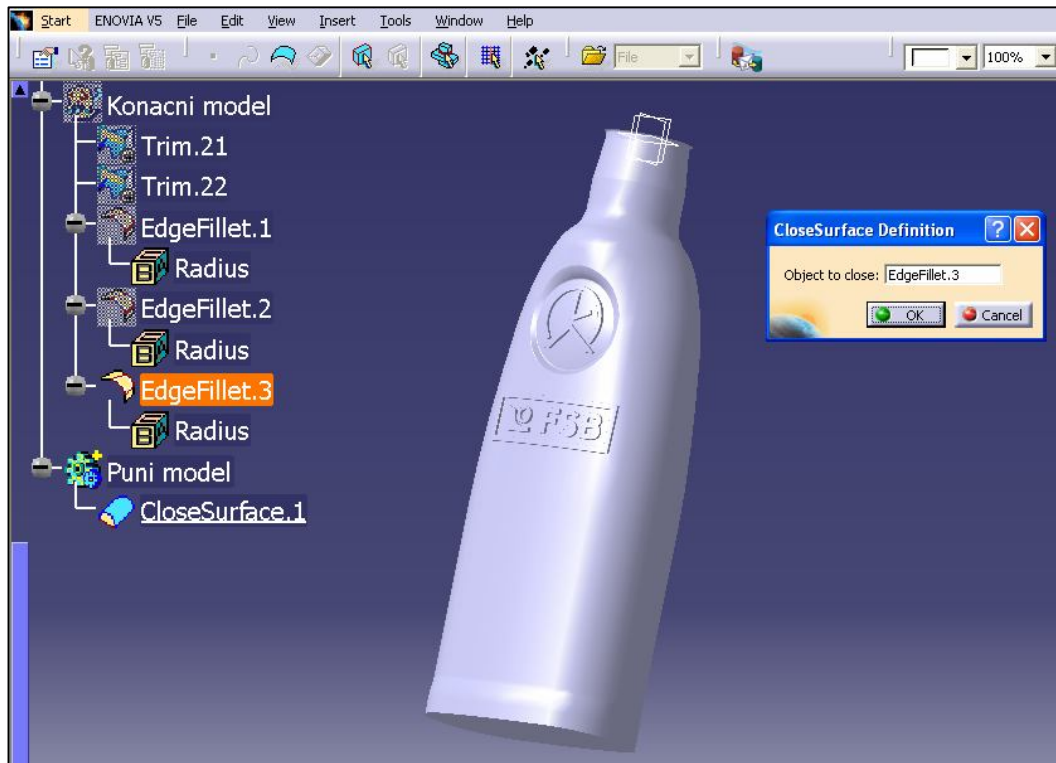 Start ENOVIA V5 File Edit View Insert Tools Window Help
File 100%
Konacni model
Trim.21
Trim.22
EdgeFillet.1
Radius
EdgeFillet.2
Radius
EdgeFillet.3
Radius
Puni model
CloseSurface.1
FSB
CloseSurface Definition
Object to close: EdgeFillet.3
OK Cancel